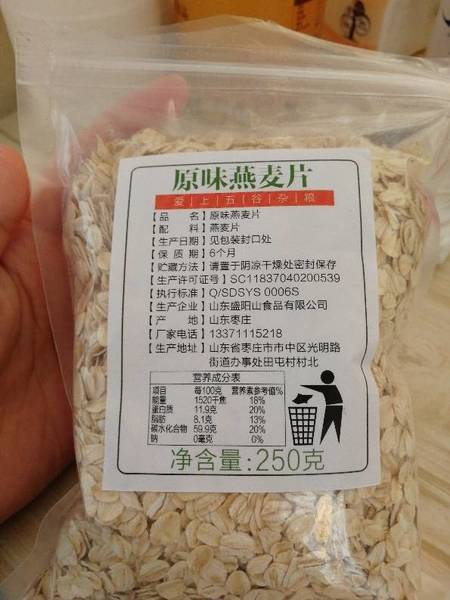 原味燕麦片
爱|上|五|谷|杂|粮
【品　　名】原味燕麦片
【配　　料】燕麦片
【生产日期】见包装封口处
【保 质 期】6个月
【贮藏方法】请置于阴凉干燥处密封保存
【生产许可证号】SC11837040200539
【执行标准】Q/SDSYS 0006S
【生产企业】山东盛阳山食品有限公司
【产　　地】山东枣庄
【厂家电话】13371115218
【生产地址】山东省枣庄市市中区光明路
街道办事处田屯村村北
营养成分表
项目 每100克 营养素参考值%
能量 1520千焦 18%
蛋白质 11.9克 20%
脂肪 8.1克 13%
碳水化合物 59.9克 20%
钠 0毫克 0%
净含量:250克